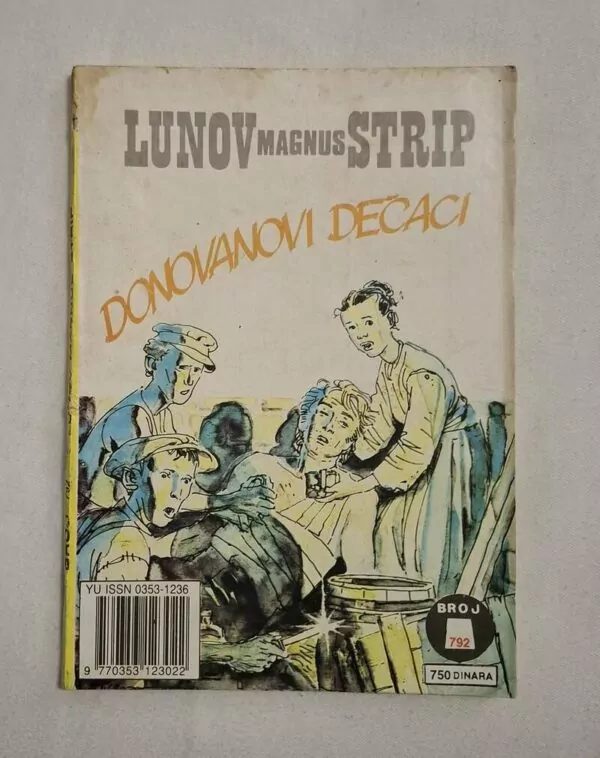 LUNOV MAGNUS STRIP
DONOVANOVI DEČACI
YU ISSN 0353-1236
9 770353 123022
BROJ
792
750 DINARA